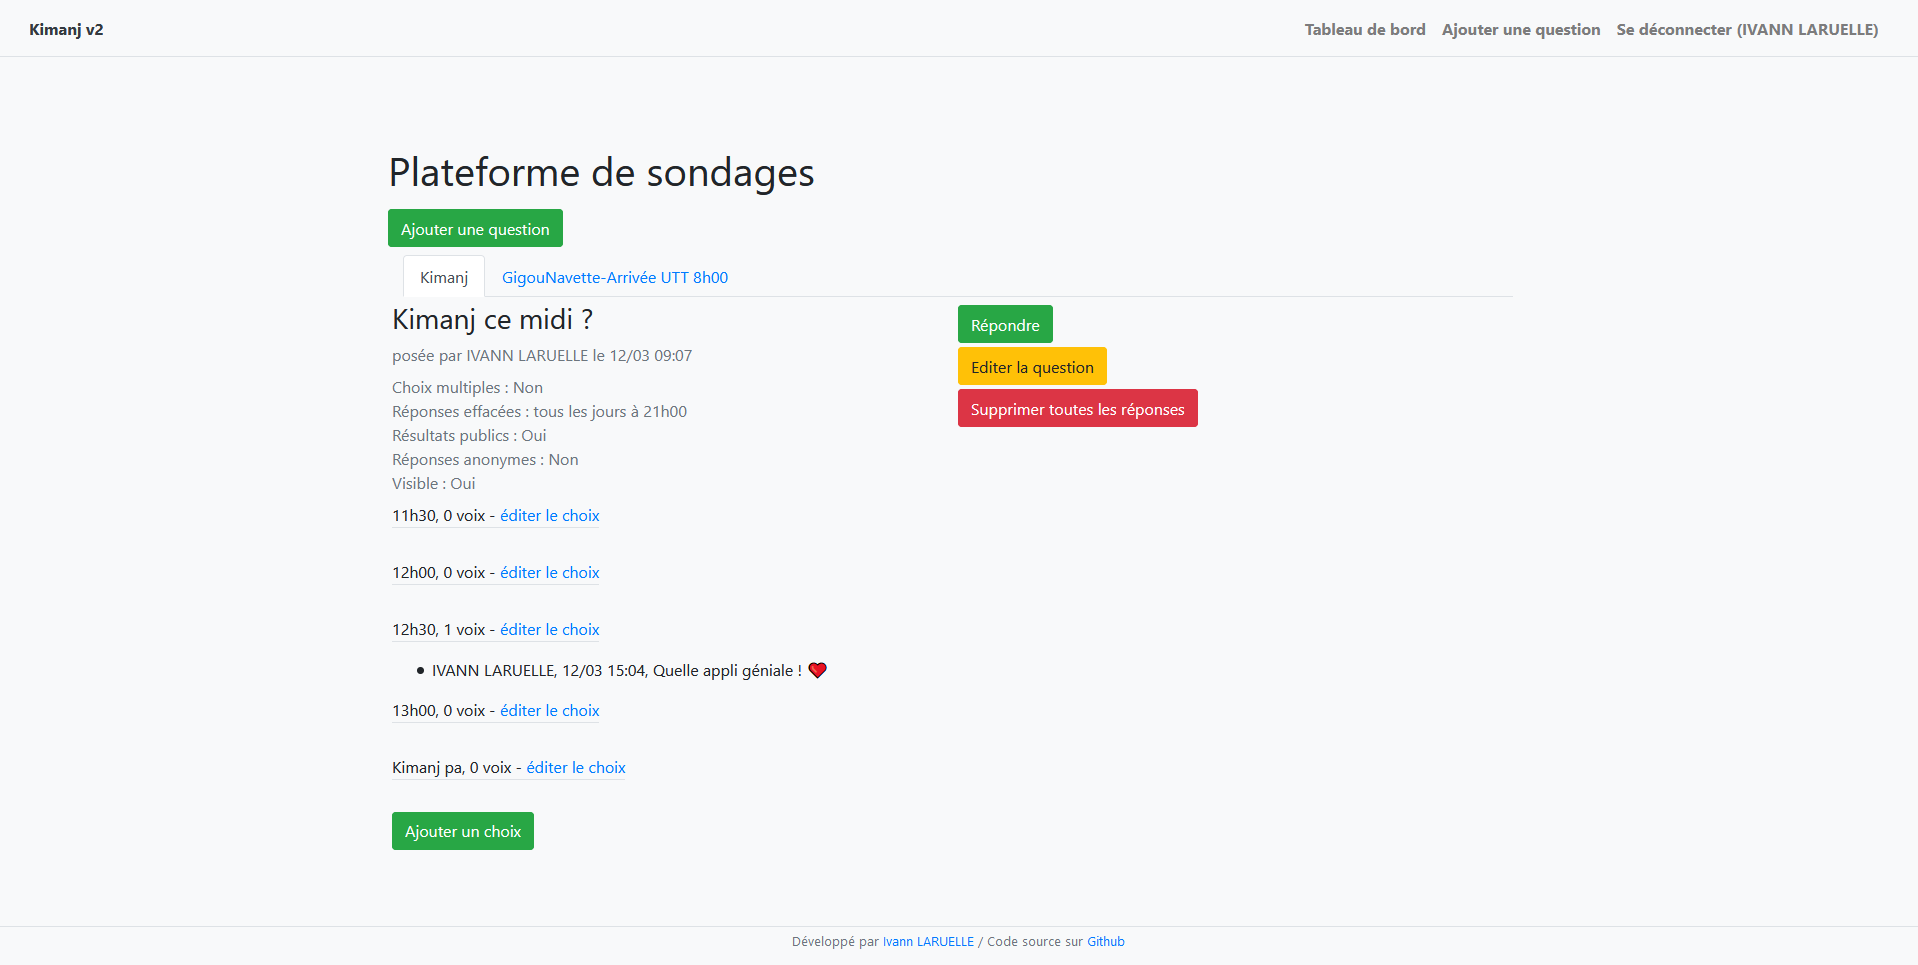 Kimanj v2
Tableau de bord Ajouter une question Se déconnecter (IVANN LARUELLE)
Plateforme de sondages
Ajouter une question
Kimanj GigouNavette-Arrivée UTT 8h00
Kimanj ce midi ?
Répondre
posée par IVANN LARUELLE le 12/03 09:07
Editer la question
Choix multiples : Non
Supprimer toutes les réponses
Réponses effacées : tous les jours à 21h00
Résultats publics : Oui
Réponses anonymes : Non
Visible : Oui
11h30, 0 voix - éditer le choix
12h00, 0 voix - éditer le choix
12h30, 1 voix - éditer le choix
• IVANN LARUELLE, 12/03 15:04, Quelle appli géniale ! ❤
13h00, 0 voix - éditer le choix
Kimanj pa, 0 voix - éditer le choix
Ajouter un choix
Développé par Ivann LARUELLE / Code source sur Github